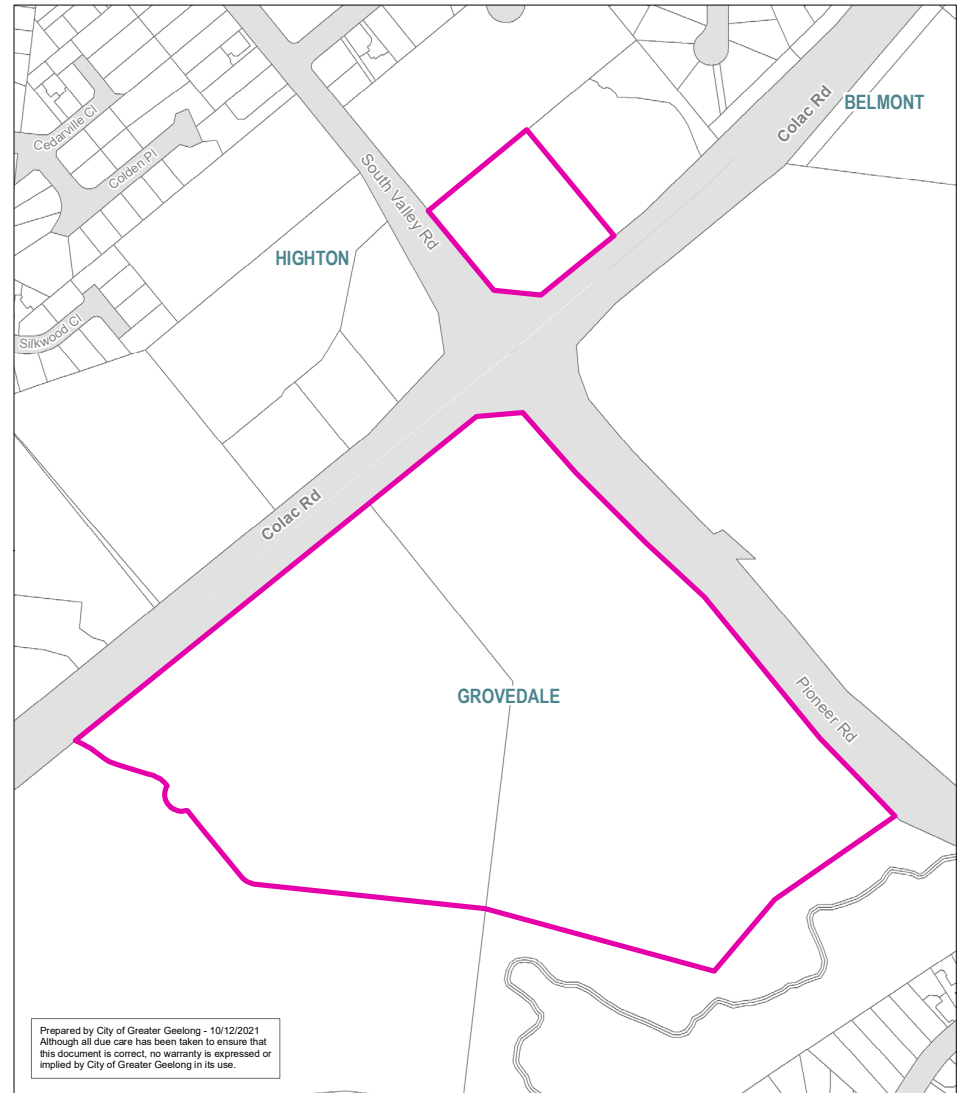 Colac Rd
BELMONT
Cedarville Cl
Colden Pl
South Valley Rd
HIGHTON
Silkwood Cl
Colac Rd
GROVEDALE
Pioneer Rd
Prepared by City of Greater Geelong - 10/12/2021
Although all due care has been taken to ensure that
this document is correct, no warranty is expressed or
implied by City of Greater Geelong in its use.